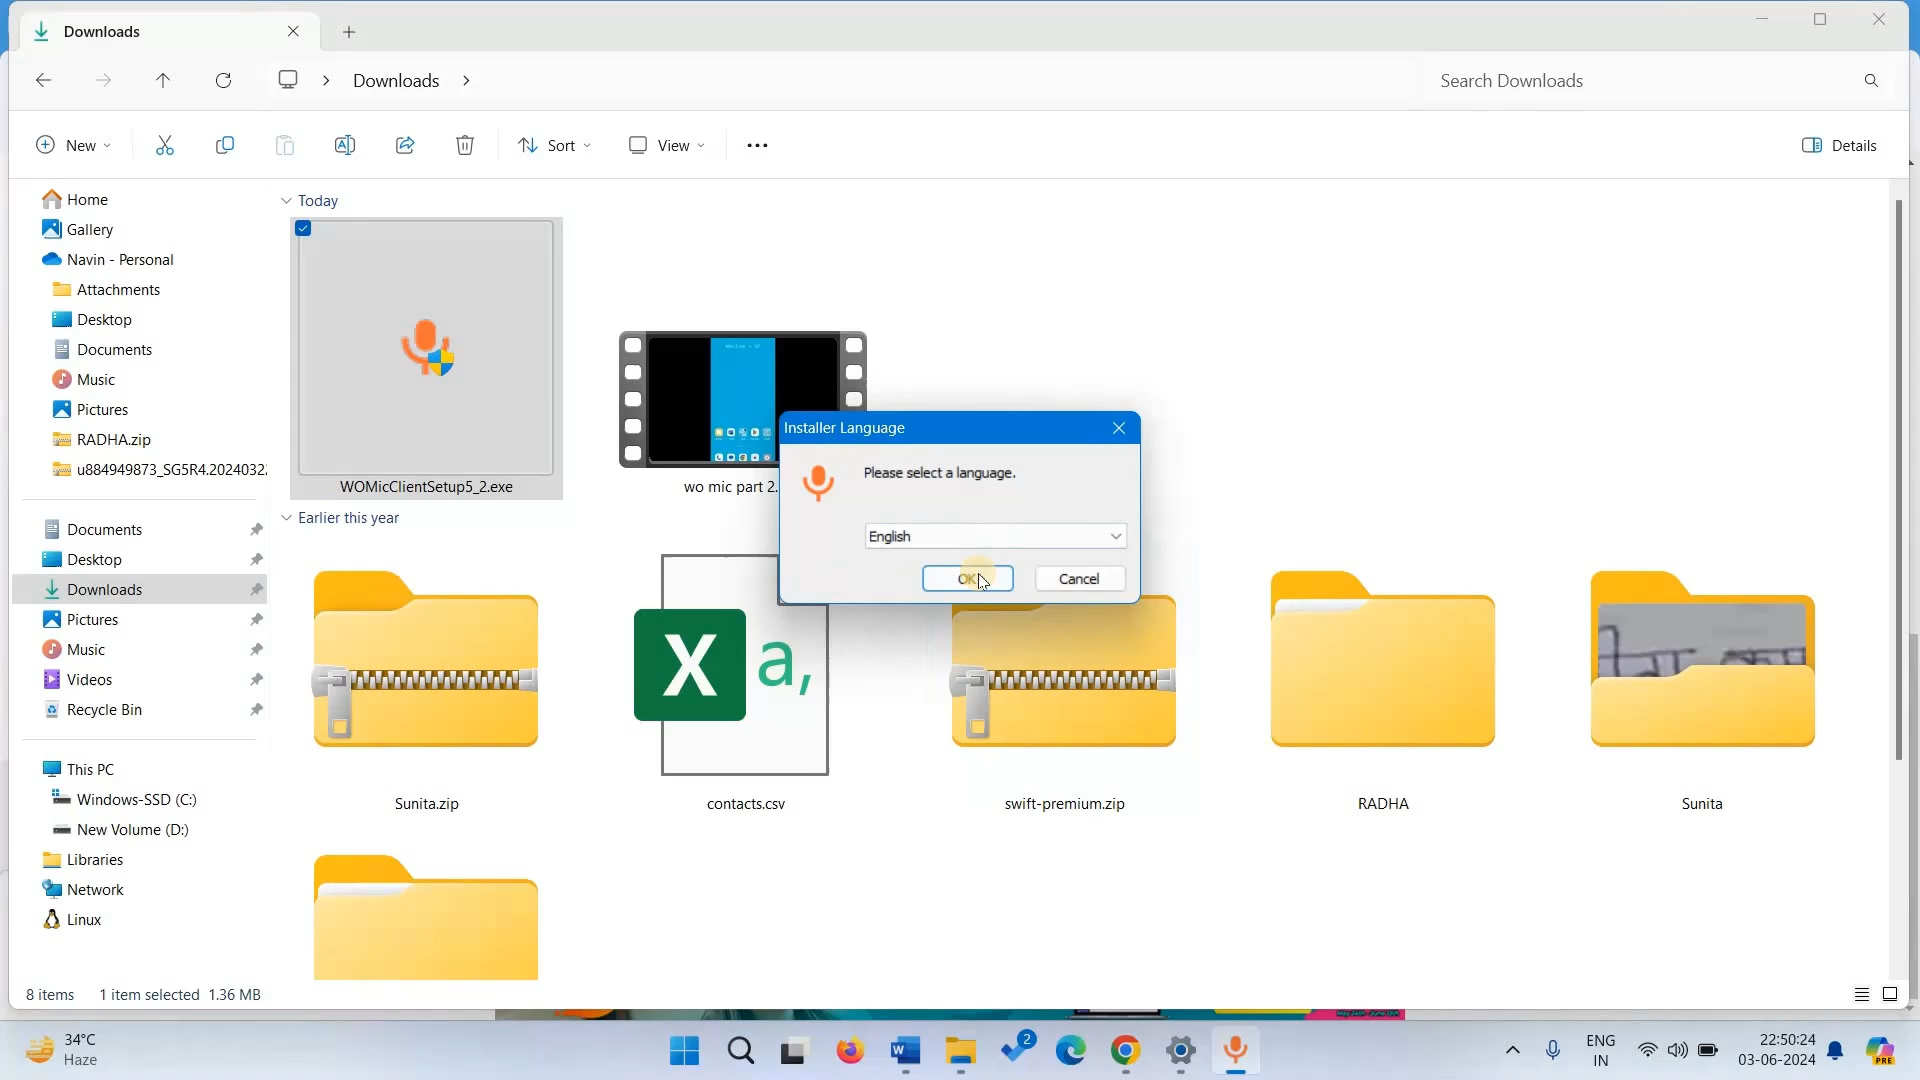 Downloads
Downloads
Search Downloads
New
Sort
View
Details
Home
Gallery
Navin - Personal
Attachments
Desktop
Documents
Music
Pictures
RADHA.zip
u884949873_SG5R4.2024032
Documents
Desktop
Downloads
Pictures
Music
Videos
Recycle Bin
This PC
Windows-SSD (C:)
New Volume (D:)
Libraries
Network
Linux
Today
WOMicClientSetup5_2.exe
wo mic part 2.
Earlier this year
Sunita.zip
contacts.csv
swift-premium.zip
RADHA
Sunita
X a,
Installer Language
Please select a language.
English
OK
Cancel
8 items 1 item selected 1.36 MB
34°C
Haze
W
2
ENG
IN
22:50:24
03-06-2024
PRE